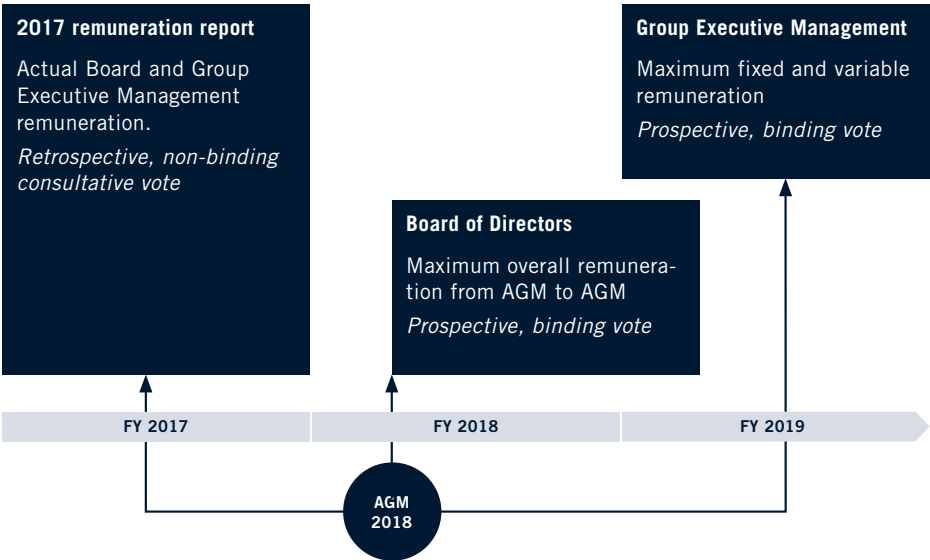 2017 remuneration report
Actual Board and Group
Executive Management
remuneration.
Retrospective, non-binding
consultative vote
Group Executive Management
Maximum fixed and variable
remuneration
Prospective, binding vote
Board of Directors
Maximum overall remunera-
tion from AGM to AGM
Prospective, binding vote
FY 2017
FY 2018
FY 2019
AGM
2018